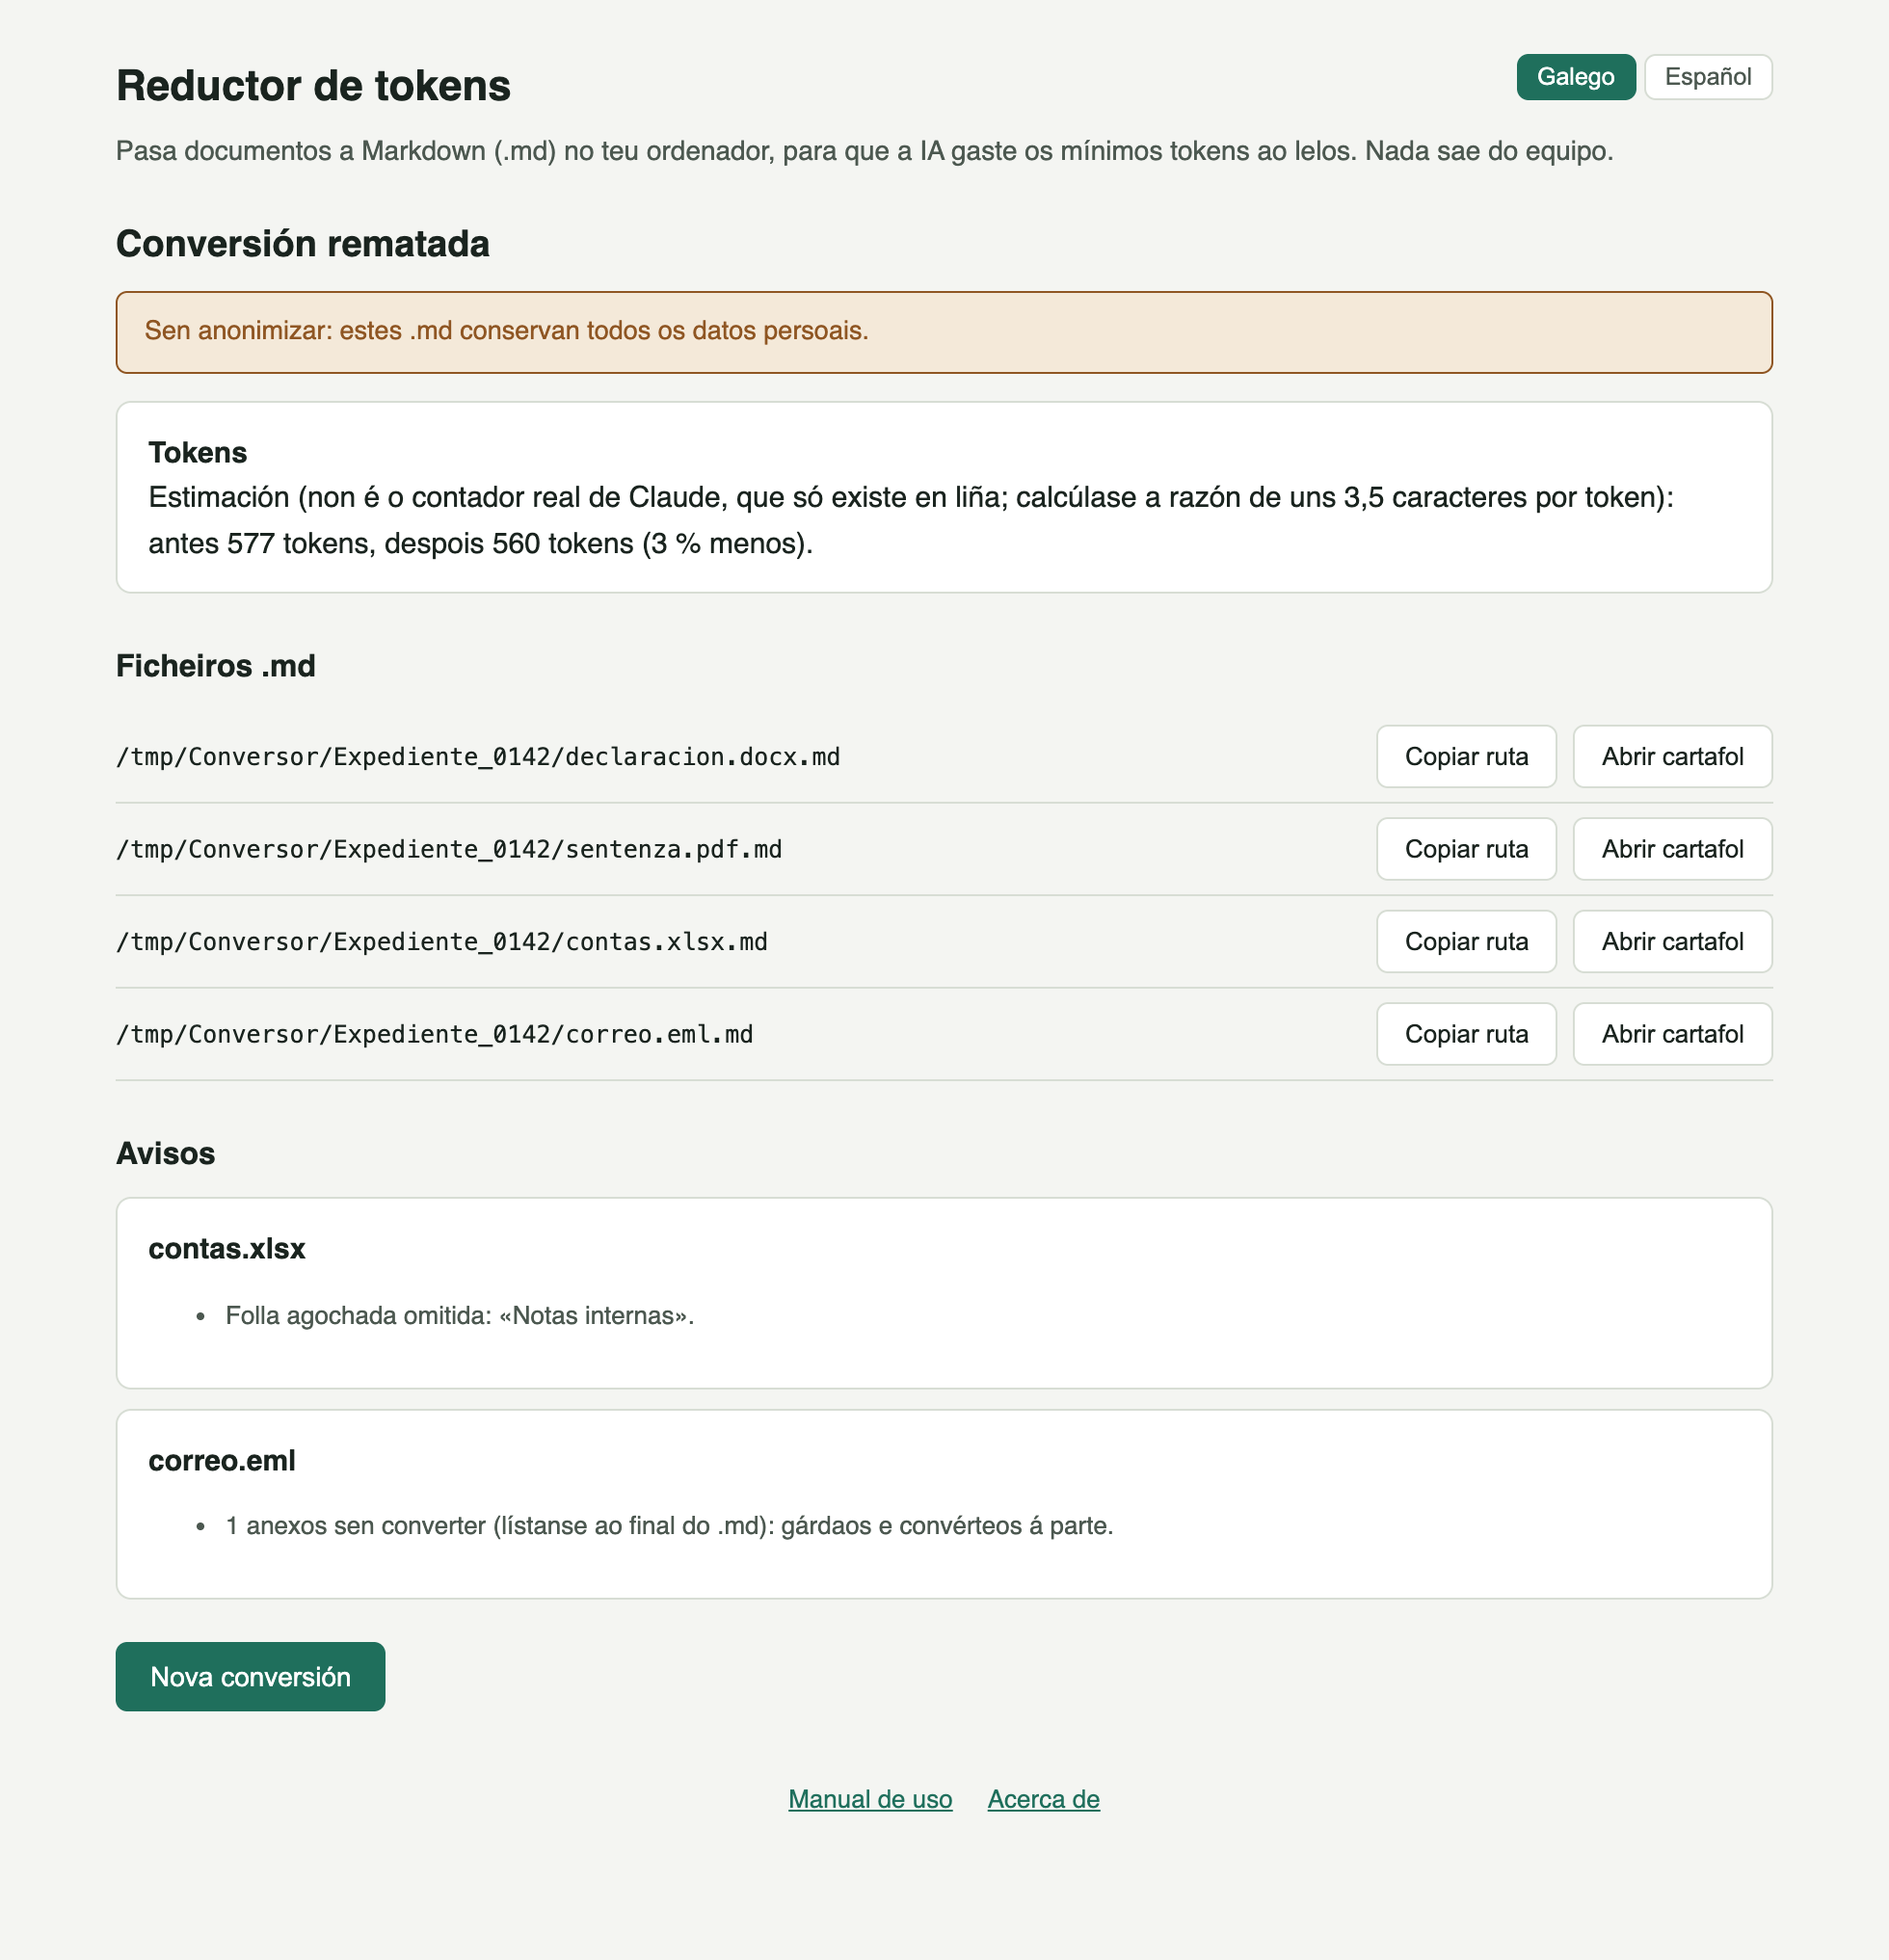 Reductor de tokens
Galego
Español
Pasa documentos a Markdown (.md) no teu ordenador, para que a IA gaste os mínimos tokens ao lelos. Nada sae do equipo.
Conversión rematada
Sen anonimizar: estes .md conservan todos os datos persoais.
Tokens
Estimación (non é o contador real de Claude, que só existe en liña; calcúlase a razón de uns 3,5 caracteres por token):
antes 577 tokens, despois 560 tokens (3 % menos).
Ficheiros .md
/tmp/Conversor/Expediente_0142/declaracion.docx.md
Copiar ruta
Abrir cartafol
/tmp/Conversor/Expediente_0142/sentenza.pdf.md
Copiar ruta
Abrir cartafol
/tmp/Conversor/Expediente_0142/contas.xlsx.md
Copiar ruta
Abrir cartafol
/tmp/Conversor/Expediente_0142/correo.eml.md
Copiar ruta
Abrir cartafol
Avisos
contas.xlsx
• Folla agochada omitida: «Notas internas».
correo.eml
• 1 anexos sen converter (lístanse ao final do .md): gárdaos e convérteos á parte.
Nova conversión
Manual de uso
Acerca de